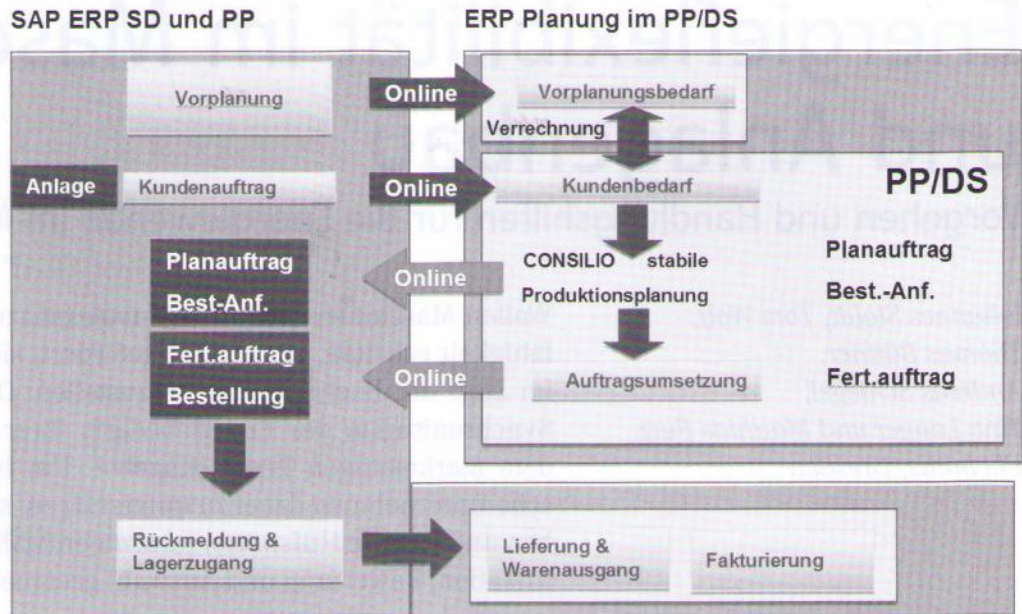 SAP ERP SD und PP
Vorplanung
Anlage
Kundenauftrag
Planauftrag
Best-Anf.
Fert.auftrag
Bestellung
Rückmeldung &
Lagerzugang
Online
Online
Online
Online
ERP Planung im PP/DS
Vorplanungsbedarf
Verrechnung
Kundenbedarf
PP/DS
CONSILIO stabile
Produktionsplanung
Auftragsumsetzung
Planauftrag
Best.-Anf.
Fert.auftrag
Lieferung &
Warenausgang
Fakturierung